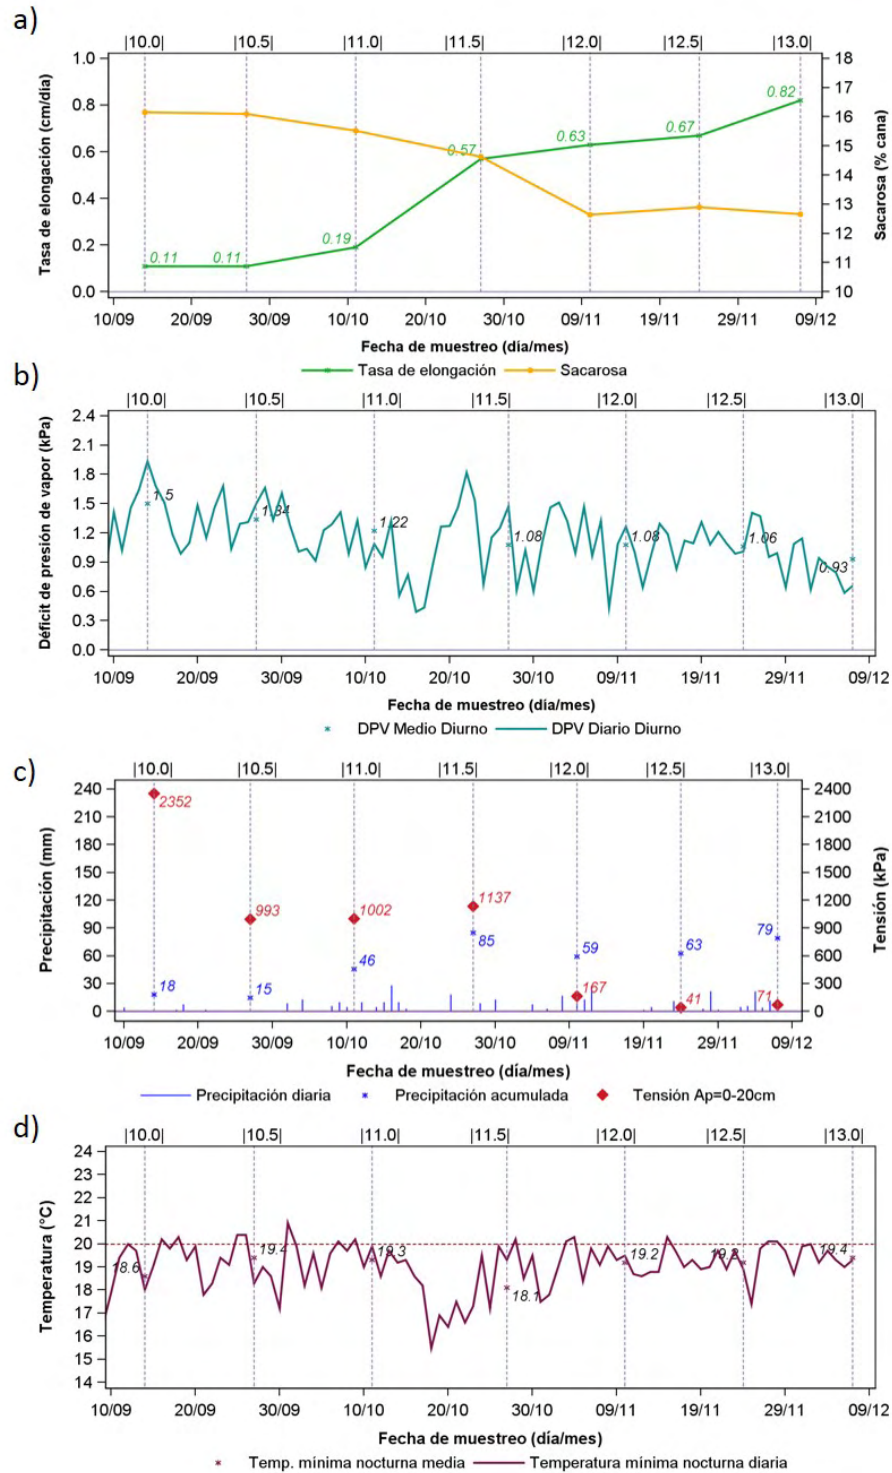 a)
|10.0| |10.5| |11.0| |11.5| |12.0| |12.5| |13.0|
Tasa de elongación (cm/día)
1.0
0.8
0.6
0.4
0.2
0.0
0.11 0.11 0.19 0.57 0.63 0.67 0.82
18
17
16
15
14
13
12
11
10
Sacarosa (% cana)
10/09 20/09 30/09 10/10 20/10 30/10 09/11 19/11 29/11 09/12
Fecha de muestreo (día/mes)
Tasa de elongación Sacarosa
b)
|10.0| |10.5| |11.0| |11.5| |12.0| |12.5| |13.0|
Déficit de presión de vapor (kPa)
2.4
2.1
1.8
1.5
1.2
0.9
0.6
0.3
0.0
1.5 1.34 1.22 1.08 1.08 1.06 0.93
10/09 20/09 30/09 10/10 20/10 30/10 09/11 19/11 29/11 09/12
Fecha de muestreo (día/mes)
DPV Medio Diurno DPV Diario Diurno
c)
|10.0| |10.5| |11.0| |11.5| |12.0| |12.5| |13.0|
Precipitación (mm)
240
210
180
150
120
90
60
30
0
2352 993 1002 1137 167 41 71
18 15 46 85 59 63 79
2400
2100
1800
1500
1200
900
600
300
0
Tensión (kPa)
10/09 20/09 30/09 10/10 20/10 30/10 09/11 19/11 29/11 09/12
Fecha de muestreo (día/mes)
Precipitación diaria Precipitación acumulada Tensión Ap=0-20cm
d)
|10.0| |10.5| |11.0| |11.5| |12.0| |12.5| |13.0|
Temperatura (°C)
24
23
22
21
20
19
18
17
16
15
14
18.6 19.4 19.3 18.1 19.2 19.2 19.4
10/09 20/09 30/09 10/10 20/10 30/10 09/11 19/11 29/11 09/12
Fecha de muestreo (día/mes)
Temp. mínima nocturna media Temperatura mínima nocturna diaria